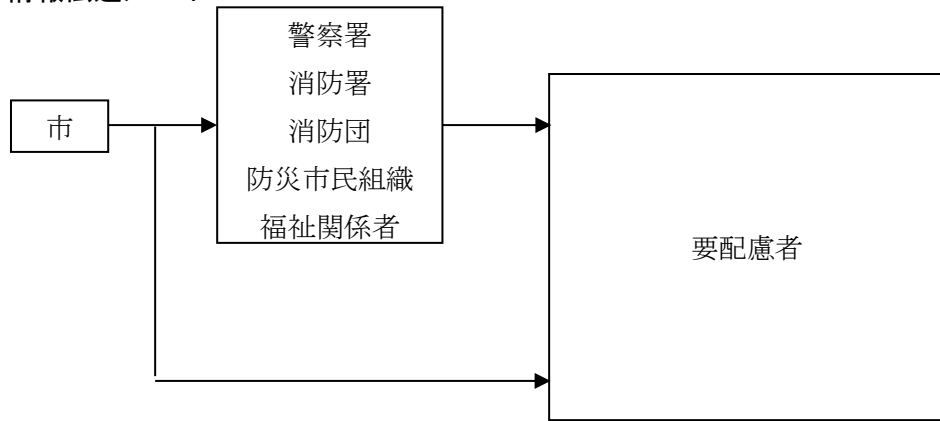 市
警察署
消防署
消防団
防災市民組織
福祉関係者
要配慮者